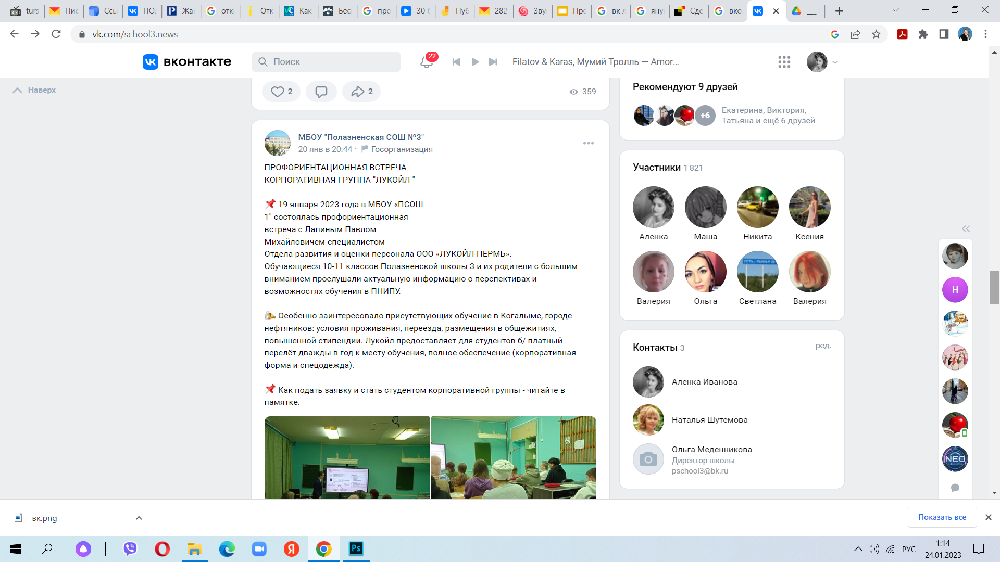 turs
Пис
Ссы
ПОЛ
Жан
откр
Отк
Как
Бес
про
30 б
Пуб
282
Зву
Пре
вк л
яну
Сде
вко
vk.com/school3.news
вконтакте
Поиск
22
Filatov & Karas, Мумий Тролль — Amor...
Наверх
2
2
359
МБОУ "Полазненская СОШ №3"
20 янв в 20:44 · Госорганизация
ПРОФОРИЕНТАЦИОННАЯ ВСТРЕЧА
КОРПОРАТИВНАЯ ГРУППА "ЛУКОЙЛ "
📌 19 января 2023 года в МБОУ «ПСОШ
1" состоялась профориентационная
встреча с Лапиным Павлом
Михайловичем-специалистом
Отдела развития и оценки персонала ООО «ЛУКОЙЛ-ПЕРМЬ».
Обучающиеся 10-11 классов Полазненской школы 3 и их родители с большим
вниманием прослушали актуальную информацию о перспективах и
возможностях обучения в ПНИПУ.
Особенно заинтересовало присутствующих обучение в Когалыме, городе
нефтяников: условия проживания, переезда, размещения в общежитиях,
повышенной стипендии. Лукойл предоставляет для студентов б/ платный
перелёт дважды в год к месту обучения, полное обеспечение (корпоративная
форма и спецодежда).
📌 Как подать заявку и стать студентом корпоративной группы - читайте в
памятке.
Рекомендуют 9 друзей
+6
Екатерина, Виктория,
Татьяна и ещё 6 друзей
Участники 1 821
Аленка
Маша
Никита
Ксения
Валерия
Ольга
Светлана
Валерия
Контакты 3
ред.
Аленка Иванова
Наталья Шутемова
Ольга Меденникова
Директор школы
pschool3@bk.ru
Н
NEO
вк.png
Показать все
Ps
РУС
1:14
24.01.2023